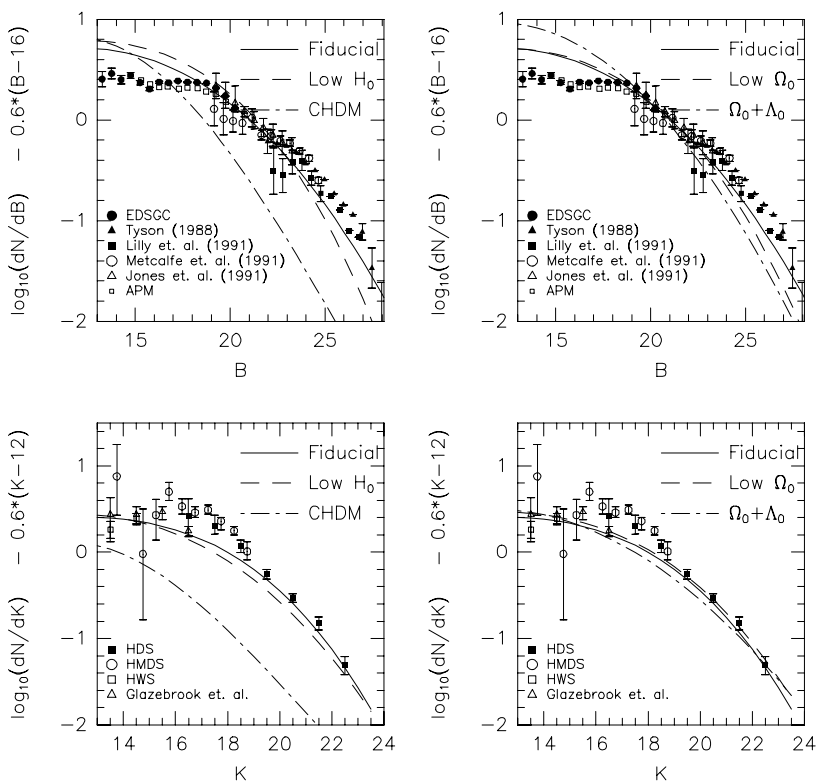 log₁₀(dN/dB) − 0.6*(B−16)
1
0
−1
−2
Fiducial
Low H₀
CHDM
EDSGC
Tyson (1988)
Lilly et. al. (1991)
Metcalfe et. al. (1991)
Jones et. al. (1991)
APM
15 20 25
B
log₁₀(dN/dB) − 0.6*(B−16)
1
0
−1
−2
Fiducial
Low Ω₀
Ω₀+Λ₀
EDSGC
Tyson (1988)
Lilly et. al. (1991)
Metcalfe et. al. (1991)
Jones et. al. (1991)
APM
15 20 25
B
log₁₀(dN/dK) − 0.6*(K−12)
1
0
−1
−2
Fiducial
Low H₀
CHDM
HDS
HMDS
HWS
Glazebrook et. al.
14 16 18 20 22 24
K
log₁₀(dN/dK) − 0.6*(K−12)
1
0
−1
−2
Fiducial
Low Ω₀
Ω₀+Λ₀
HDS
HMDS
HWS
Glazebrook et. al.
14 16 18 20 22 24
K